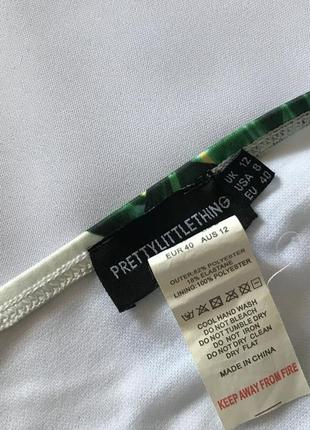 PRETTYLITTLETHING
UK 12
USA 8
EU 40
EUR 40 AUS 12
OUTER:82% POLYESTER
18% ELASTANE
LINING:100% POLYESTER
COOL HAND WASH
DO NOT BLEACH
DO NOT TUMBLE DRY
DO NOT IRON
DO NOT DRY CLEAN
DRY FLAT
MADE IN CHINA
KEEP AWAY FROM FIRE